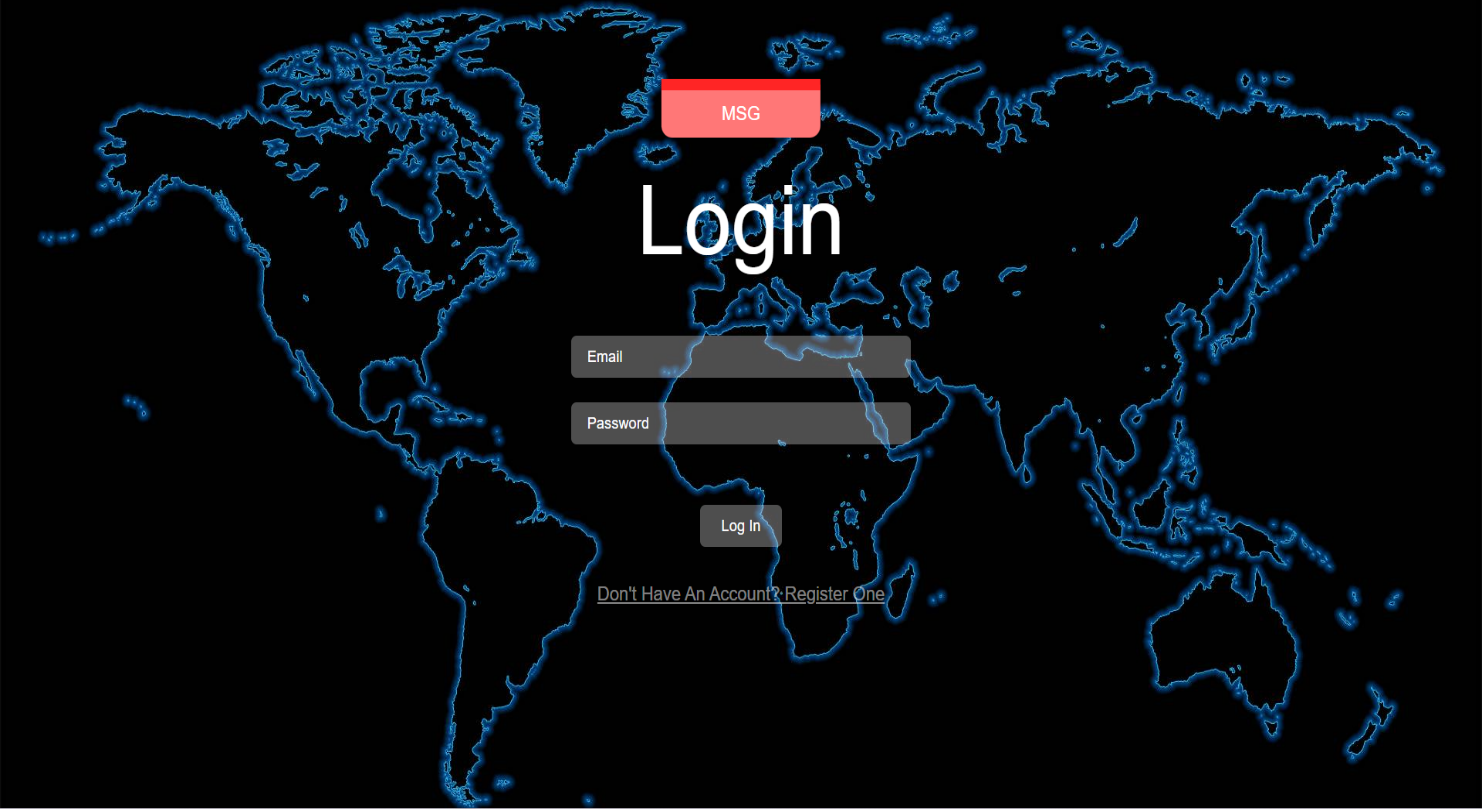 MSG
Login
Email
Password
Log In
Don't Have An Account? Register One